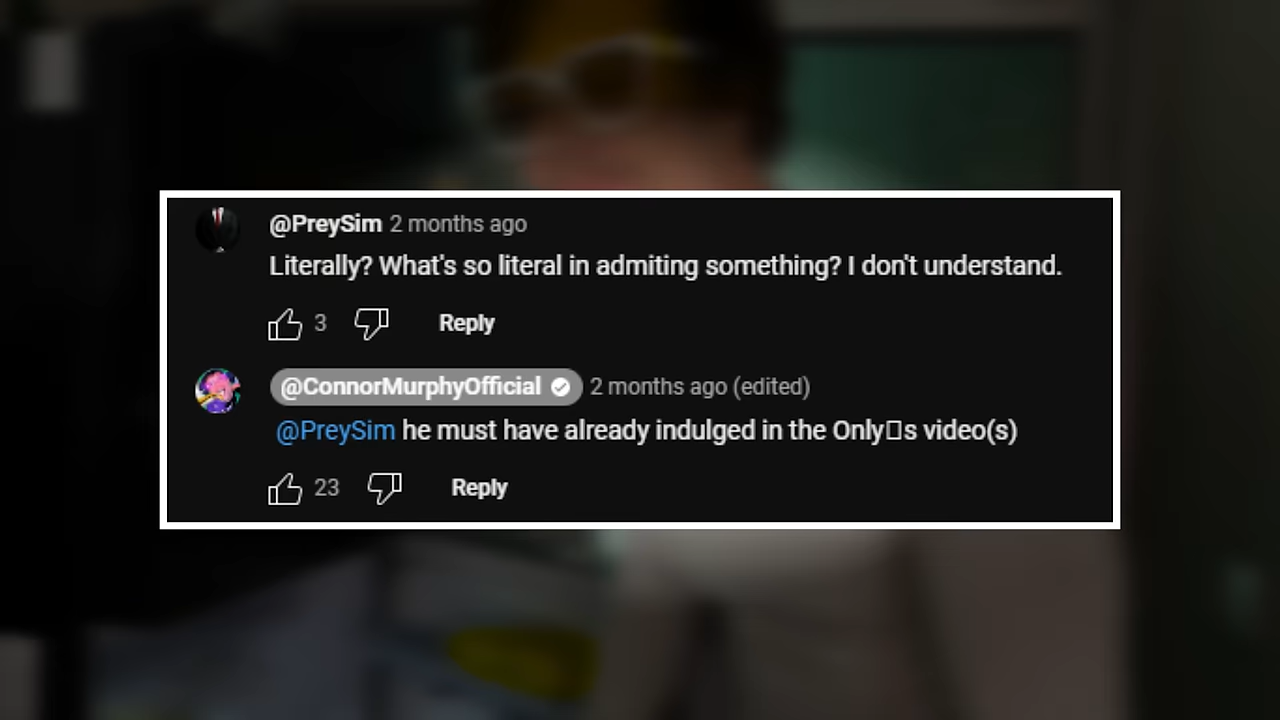 @PreySim 2 months ago
Literally? What's so literal in admiting something? I don't understand.
3 Reply
@ConnorMurphyOfficial 2 months ago (edited)
@PreySim he must have already indulged in the Only▯s video(s)
23 Reply